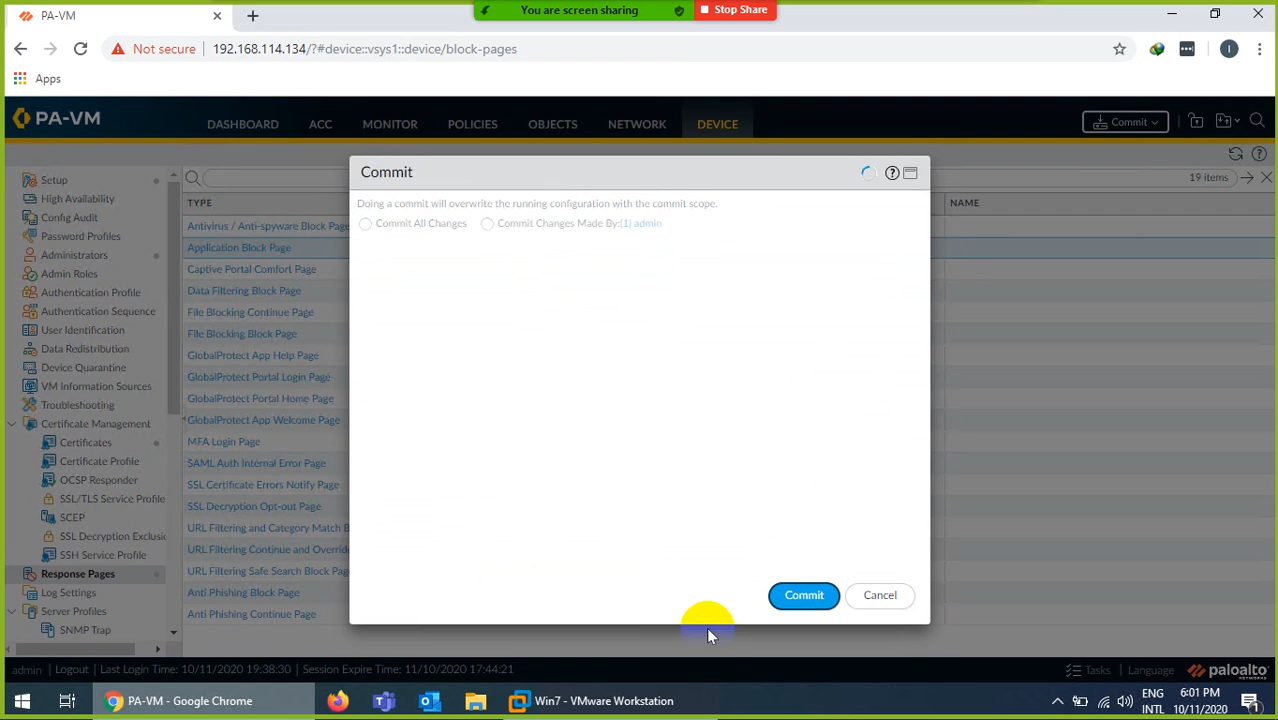 PA-VM
You are screen sharing
Stop Share
Not secure
192.168.114.134/?#device::vsys1::device/block-pages
I
Apps
PA-VM
DASHBOARD
ACC
MONITOR
POLICIES
OBJECTS
NETWORK
DEVICE
Commit
19 items
Setup
High Availability
Config Audit
Password Profiles
Administrators
Admin Roles
Authentication Profile
Authentication Sequence
User Identification
Data Redistribution
Device Quarantine
VM Information Sources
Troubleshooting
Certificate Management
Certificates
Certificate Profile
OCSP Responder
SSL/TLS Service Profile
SCEP
SSL Decryption Exclusio
SSH Service Profile
Response Pages
Log Settings
Server Profiles
SNMP Trap
TYPE
NAME
Antivirus / Anti-spyware Block Page
Application Block Page
Captive Portal Comfort Page
Data Filtering Block Page
File Blocking Continue Page
File Blocking Block Page
GlobalProtect App Help Page
GlobalProtect Portal Login Page
GlobalProtect Portal Home Page
GlobalProtect App Welcome Page
MFA Login Page
SAML Auth Internal Error Page
SSL Certificate Errors Notify Page
SSL Decryption Opt-out Page
URL Filtering and Category Match B
URL Filtering Continue and Overrid
URL Filtering Safe Search Block Pag
Anti Phishing Block Page
Anti Phishing Continue Page
Commit
Doing a commit will overwrite the running configuration with the commit scope.
Commit All Changes
Commit Changes Made By:(1) admin
Commit
Cancel
admin | Logout | Last Login Time: 10/11/2020 19:38:30 | Session Expire Time: 11/10/2020 17:44:21
Tasks | Language
paloalto
NETWORKS
PA-VM - Google Chrome
Win7 - VMware Workstation
ENG
INTL
6:01 PM
10/11/2020
1